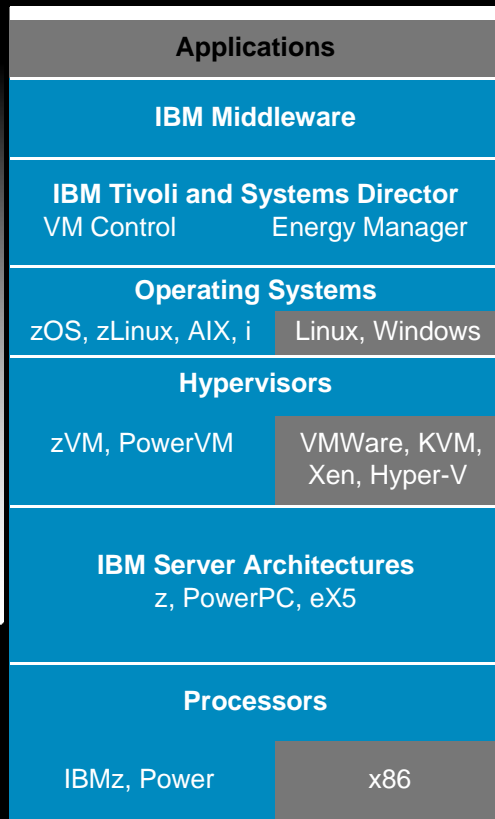 Applications
IBM Middleware
IBM Tivoli and Systems Director
VM Control Energy Manager
Operating Systems
zOS, zLinux, AIX, i Linux, Windows
Hypervisors
zVM, PowerVM VMWare, KVM,
Xen, Hyper-V
IBM Server Architectures
z, PowerPC, eX5
Processors
IBMz, Power x86